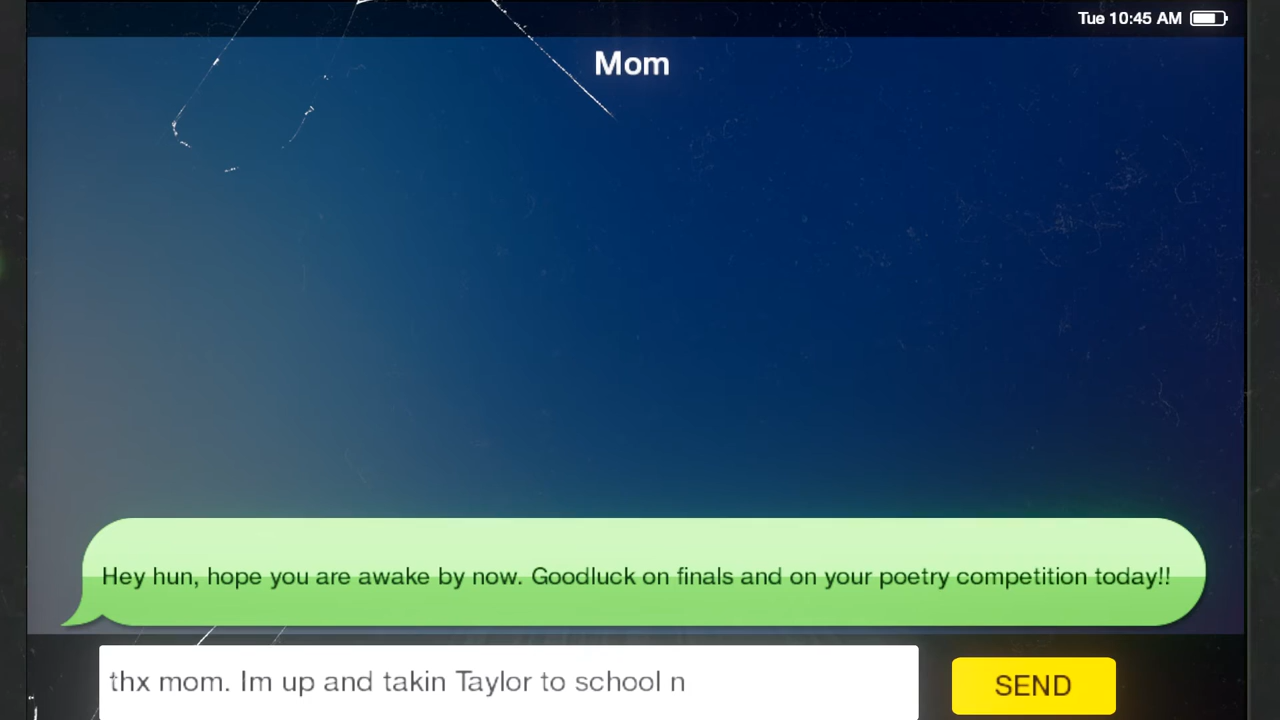 Tue 10:45 AM
Mom
Hey hun, hope you are awake by now. Goodluck on finals and on your poetry competition today!!
thx mom. Im up and takin Taylor to school n
SEND